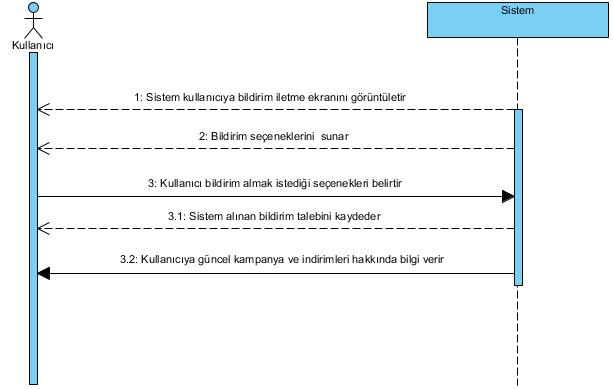 Sistem
Kullanıcı
1: Sistem kullanıcıya bildirim iletme ekranını görüntületir
2: Bildirim seçeneklerini sunar
3: Kullanıcı bildirim almak istediği seçenekleri belirtir
3.1: Sistem alınan bildirim talebini kaydeder
3.2: Kullanıcıya güncel kampanya ve indirimleri hakkında bilgi verir